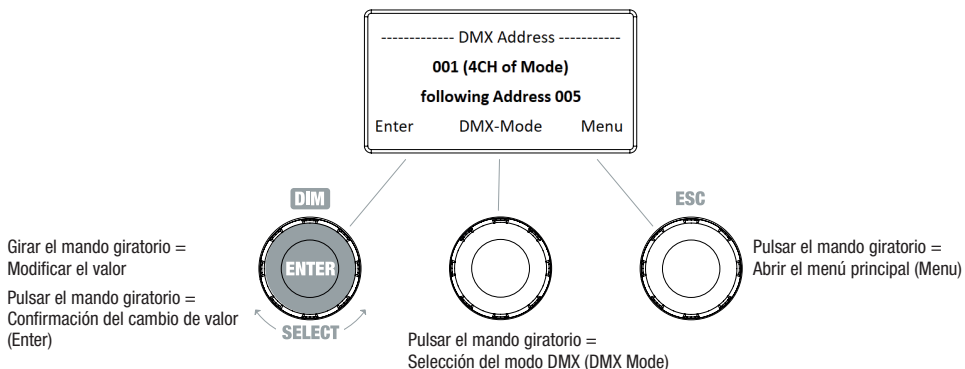 ------------- DMX Address -----------
001 (4CH of Mode)
following Address 005
Enter DMX-Mode Menu
DIM
ESC
ENTER
SELECT
Girar el mando giratorio =
Modificar el valor
Pulsar el mando giratorio =
Confirmación del cambio de valor
(Enter)
Pulsar el mando giratorio =
Selección del modo DMX (DMX Mode)
Pulsar el mando giratorio =
Abrir el menú principal (Menu)